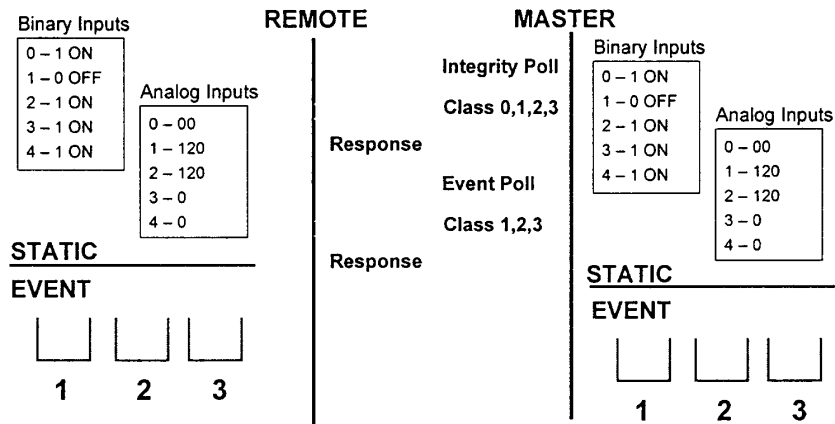 REMOTE
MASTER
Binary Inputs
0 – 1 ON
1 – 0 OFF
2 – 1 ON
3 – 1 ON
4 – 1 ON
Analog Inputs
0 – 00
1 – 120
2 – 120
3 – 0
4 – 0
STATIC
EVENT
1 2 3
Integrity Poll
Class 0,1,2,3
Response
Event Poll
Class 1,2,3
Response
Binary Inputs
0 – 1 ON
1 – 0 OFF
2 – 1 ON
3 – 1 ON
4 – 1 ON
Analog Inputs
0 – 00
1 – 120
2 – 120
3 – 0
4 – 0
STATIC
EVENT
1 2 3